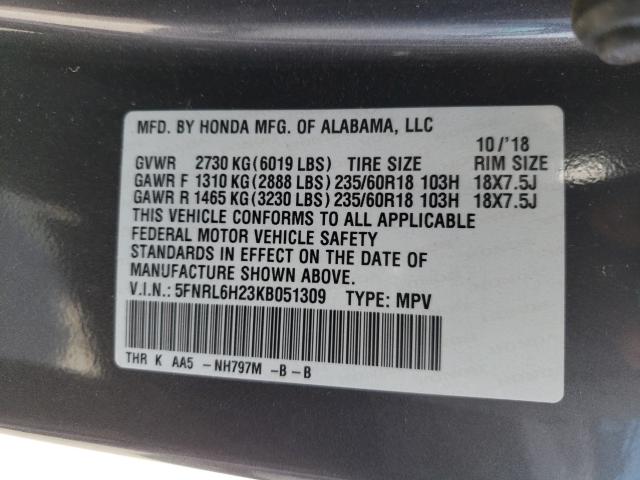 MFD. BY HONDA MFG. OF ALABAMA, LLC
10/'18
GVWR 2730 KG(6019 LBS) TIRE SIZE RIM SIZE
GAWR F 1310 KG(2888 LBS) 235/60R18 103H 18X7.5J
GAWR R 1465 KG(3230 LBS) 235/60R18 103H 18X7.5J
THIS VEHICLE CONFORMS TO ALL APPLICABLE
FEDERAL MOTOR VEHICLE SAFETY
STANDARDS IN EFFECT ON THE DATE OF
MANUFACTURE SHOWN ABOVE.
V.I.N.: 5FNRL6H23KB051309 TYPE: MPV
THR K AA5 -NH797M -B-B